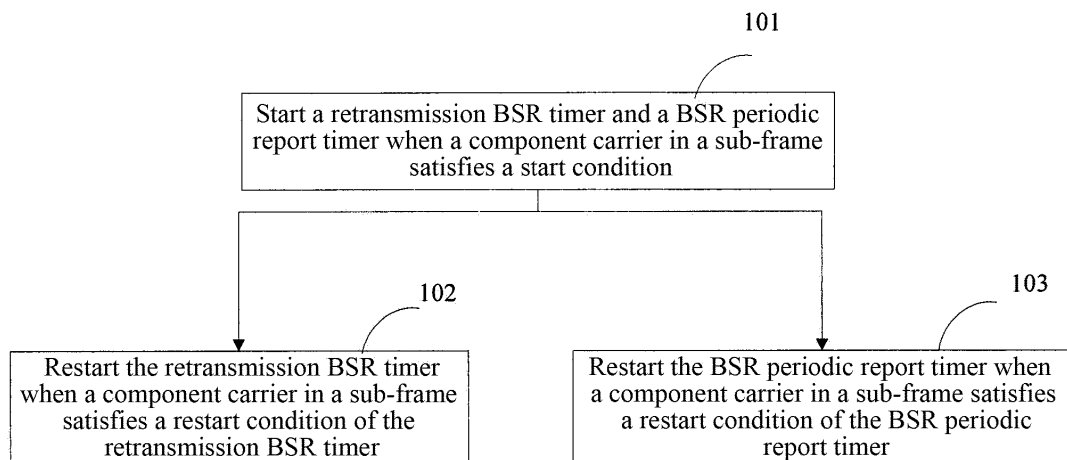 101
Start a retransmission BSR timer and a BSR periodic
report timer when a component carrier in a sub-frame
satisfies a start condition
102
Restart the retransmission BSR timer
when a component carrier in a sub-frame
satisfies a restart condition of the
retransmission BSR timer
103
Restart the BSR periodic report timer when
a component carrier in a sub-frame satisfies
a restart condition of the BSR periodic
report timer